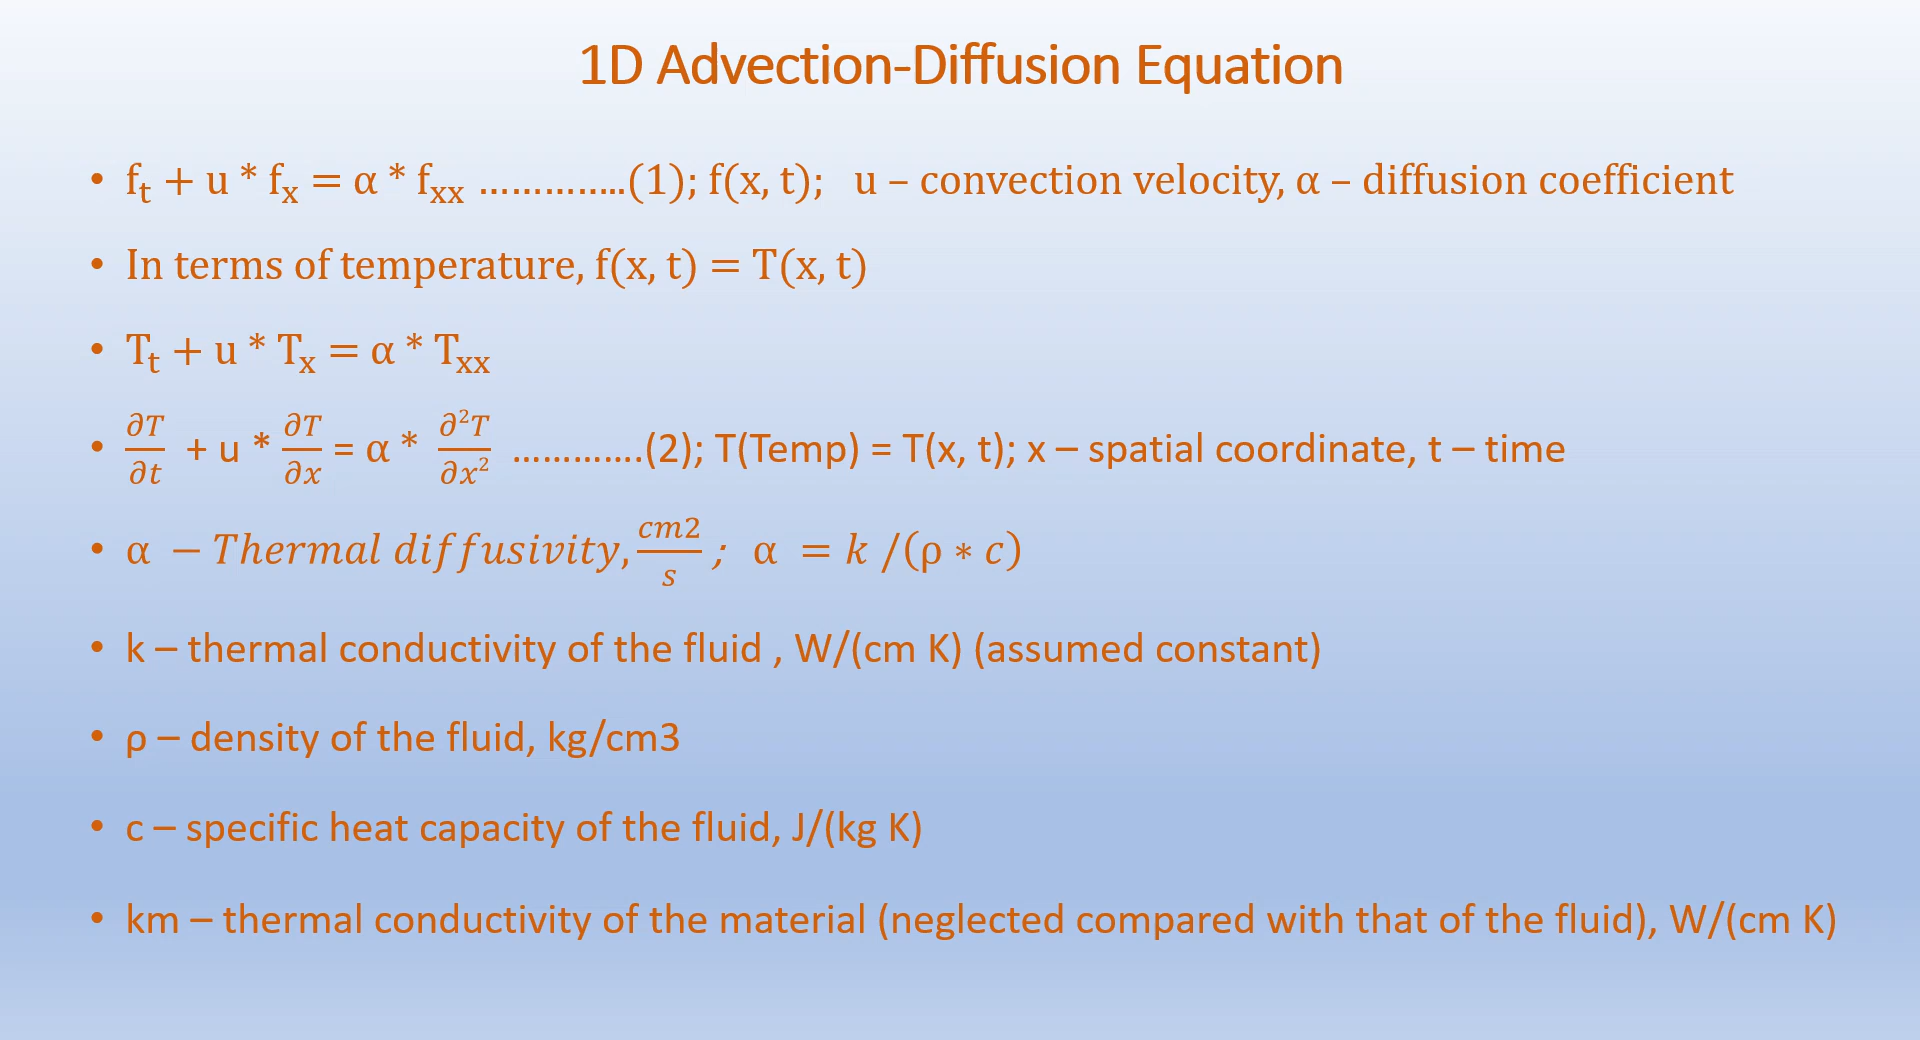 1D Advection-Diffusion Equation
• fₜ + u * fₓ = α * fₓₓ …………..(1); f(x, t); u – convection velocity, α – diffusion coefficient
• In terms of temperature, f(x, t) = T(x, t)
• Tₜ + u * Tₓ = α * Tₓₓ
• ∂T/∂t + u * ∂T/∂x = α * ∂²T/∂x² ………….(2); T(Temp) = T(x, t); x – spatial coordinate, t – time
• α − Thermal diffusivity, cm2/s ; α = k /(ρ * c)
• k – thermal conductivity of the fluid , W/(cm K) (assumed constant)
• ρ – density of the fluid, kg/cm3
• c – specific heat capacity of the fluid, J/(kg K)
• km – thermal conductivity of the material (neglected compared with that of the fluid), W/(cm K)